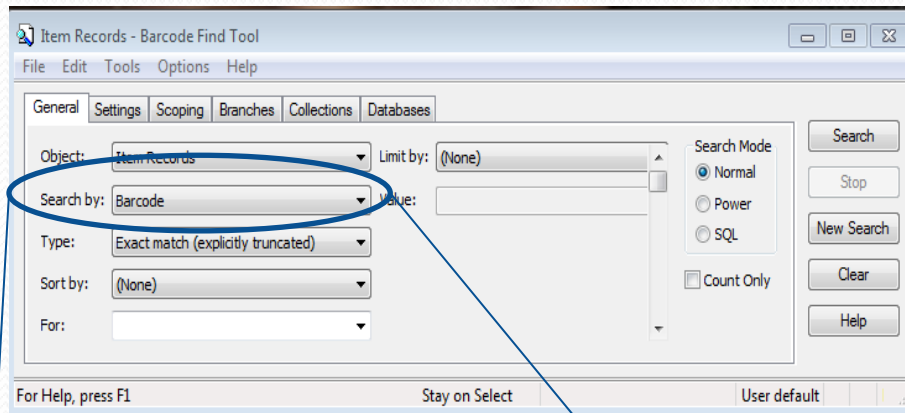 Item Records - Barcode Find Tool
File Edit Tools Options Help
General Settings Scoping Branches Collections Databases
Object: Item Records Limit by: (None) Search Mode Search
Normal
Search by: Barcode Value: Stop
Power
Type: Exact match (explicitly truncated) SQL New Search
Sort by: (None) Count Only Clear
For: Help
For Help, press F1 Stay on Select User default